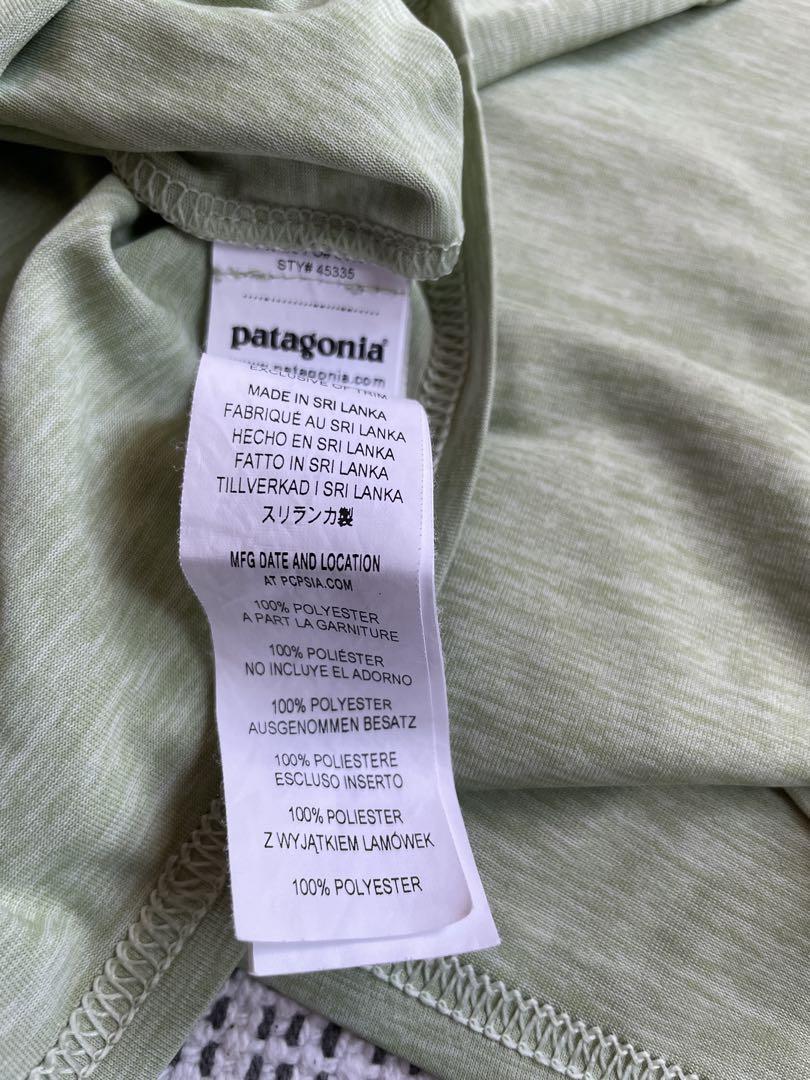 STY# 45335
patagonia®
www.patagonia.com
EXCLUSIVE OF TRIM
MADE IN SRI LANKA
FABRIQUÉ AU SRI LANKA
HECHO EN SRI LANKA
FATTO IN SRI LANKA
TILLVERKAD I SRI LANKA
スリランカ製
MFG DATE AND LOCATION
AT PCPSIA.COM
100% POLYESTER
A PART LA GARNITURE
100% POLIÉSTER
NO INCLUYE EL ADORNO
100% POLYESTER
AUSGENOMMEN BESATZ
100% POLIESTERE
ESCLUSO INSERTO
100% POLIESTER
Z WYJĄTKIEM LAMÓWEK
100% POLYESTER